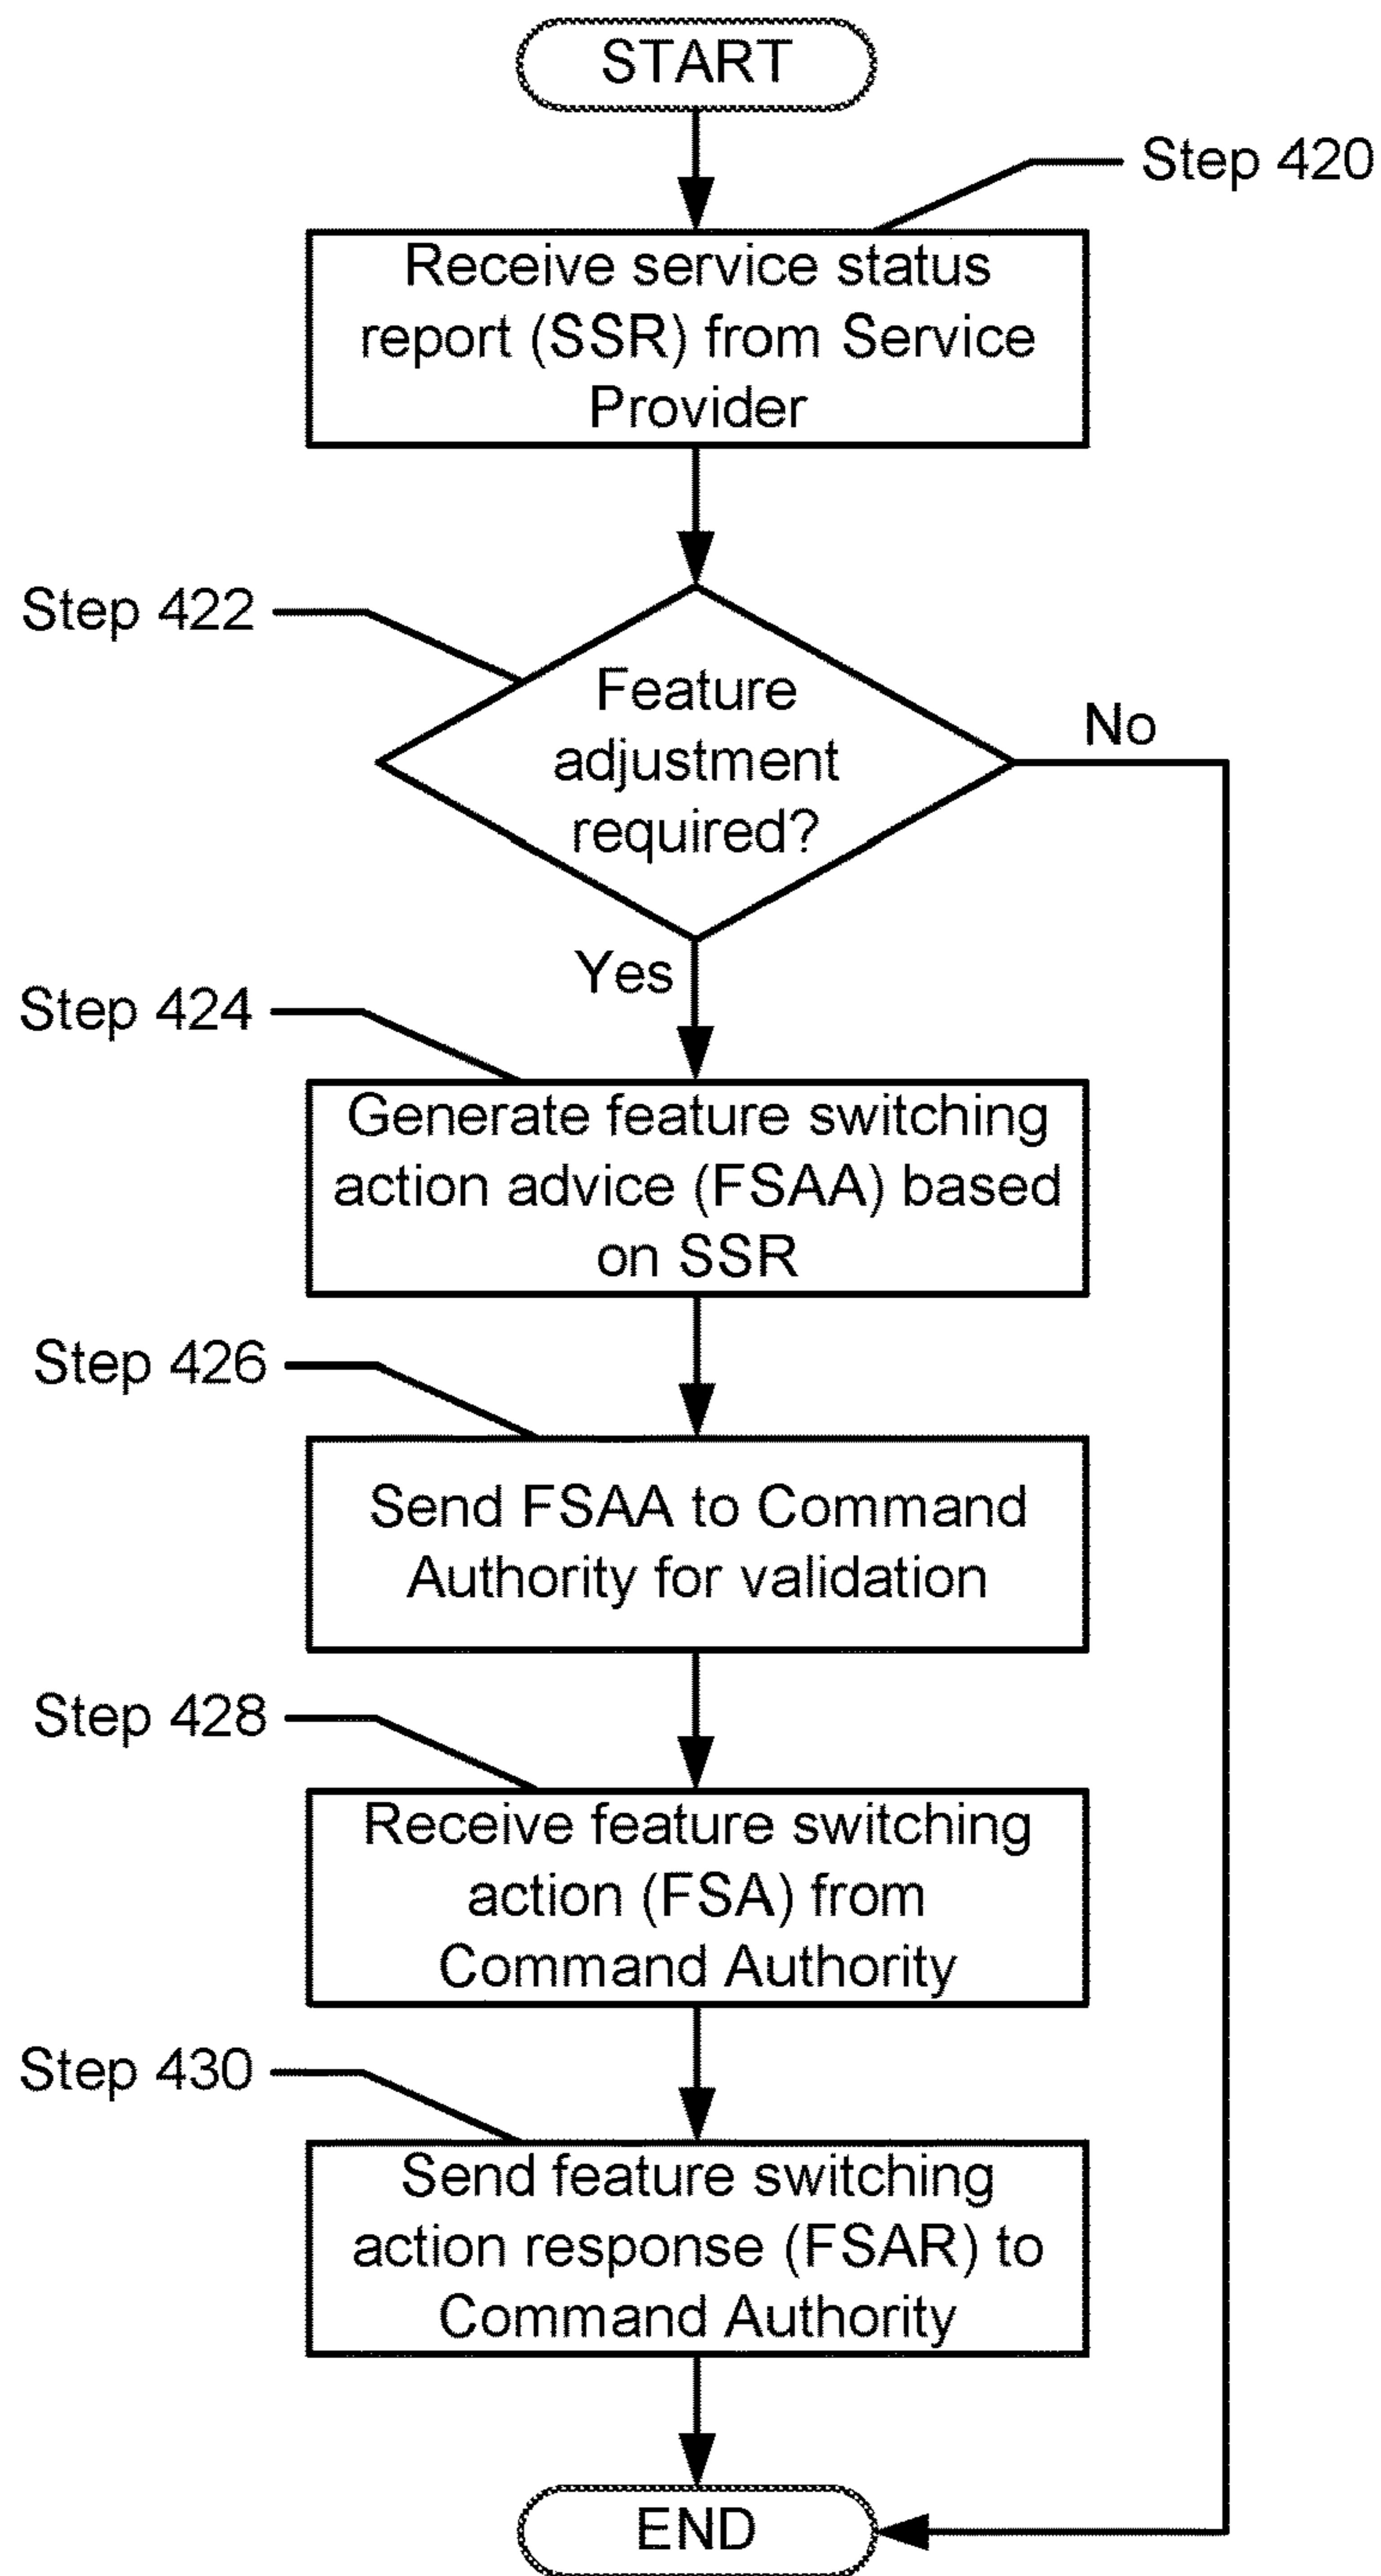 START
Step 420
Receive service status
report (SSR) from Service
Provider
Step 422
Feature
adjustment
required?
No
Yes
Step 424
Generate feature switching
action advice (FSAA) based
on SSR
Step 426
Send FSAA to Command
Authority for validation
Step 428
Receive feature switching
action (FSA) from
Command Authority
Step 430
Send feature switching
action response (FSAR) to
Command Authority
END